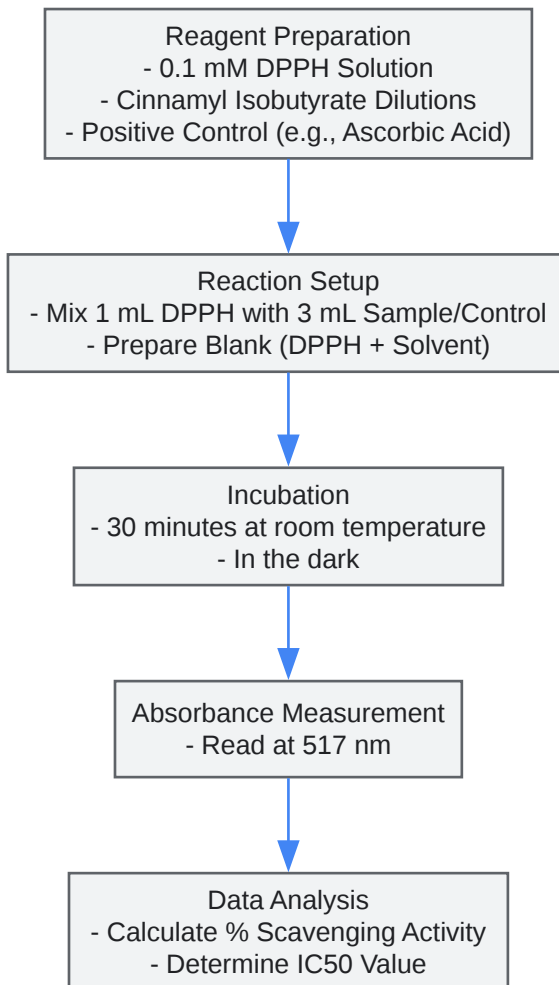 Reagent Preparation
- 0.1 mM DPPH Solution
- Cinnamyl Isobutyrate Dilutions
- Positive Control (e.g., Ascorbic Acid)
Reaction Setup
- Mix 1 mL DPPH with 3 mL Sample/Control
- Prepare Blank (DPPH + Solvent)
Incubation
- 30 minutes at room temperature
- In the dark
Absorbance Measurement
- Read at 517 nm
Data Analysis
- Calculate % Scavenging Activity
- Determine IC50 Value